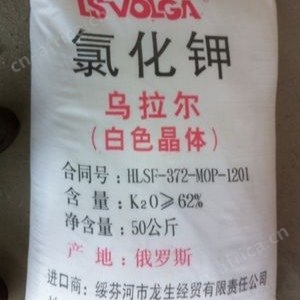 LSVOLGA
氯化钾
乌拉尔
(白色晶体)
合同号：HLSF-372-MOP-1201
含 量：K₂O≥62%
净含量：50公斤
产 地：俄罗斯
进口商：绥芬河市龙生经贸有限责任公司